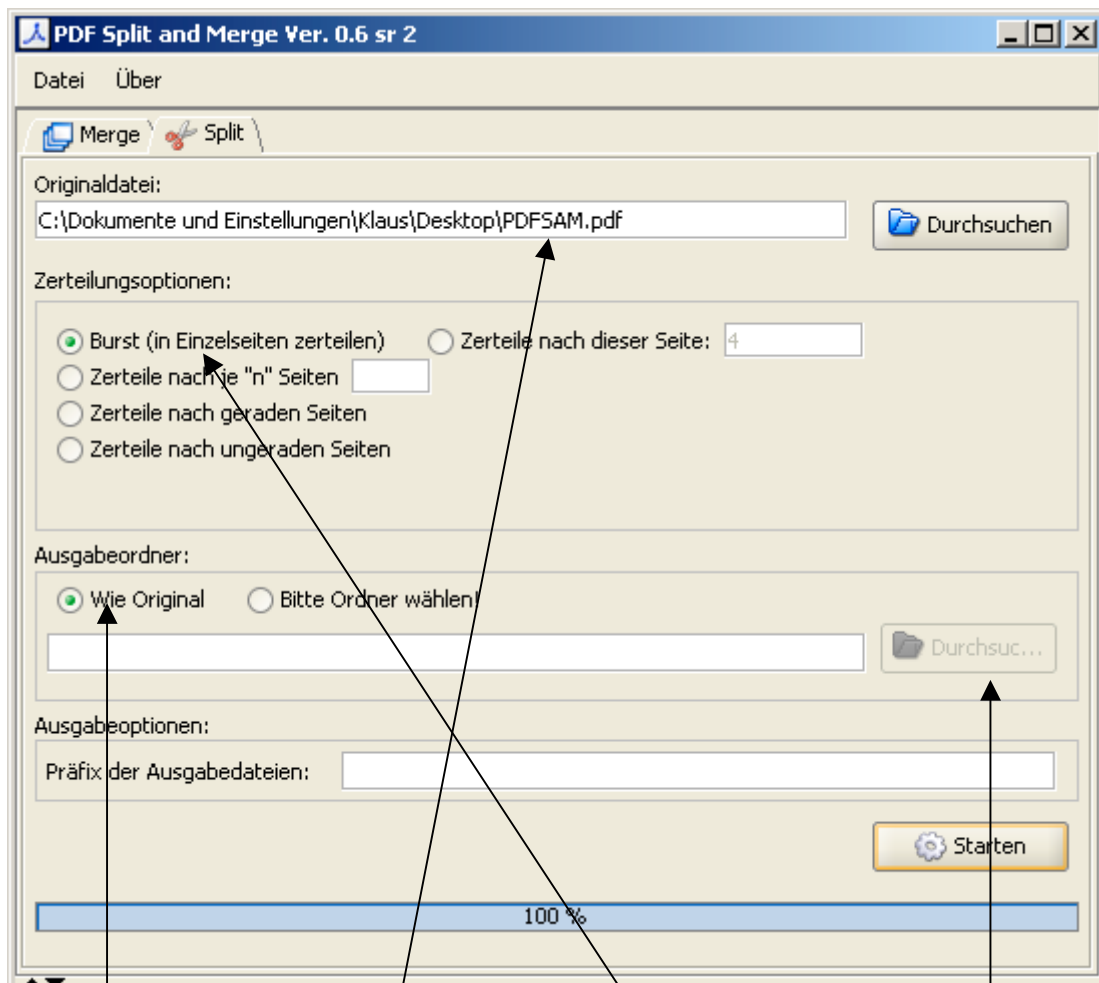 PDF Split and Merge Ver. 0.6 sr 2
Datei Über
Merge Split
Originaldatei:
C:\Dokumente und Einstellungen\Klaus\Desktop\PDFSAM.pdf Durchsuchen
Zerteilungsoptionen:
Burst (in Einzelseiten zerteilen) Zerteile nach dieser Seite: 4
Zerteile nach je "n" Seiten
Zerteile nach geraden Seiten
Zerteile nach ungeraden Seiten
Ausgabeordner:
Wie Original Bitte Ordner wählen!
Durchsuc...
Ausgabeoptionen:
Präfix der Ausgabedateien:
Starten
100 %